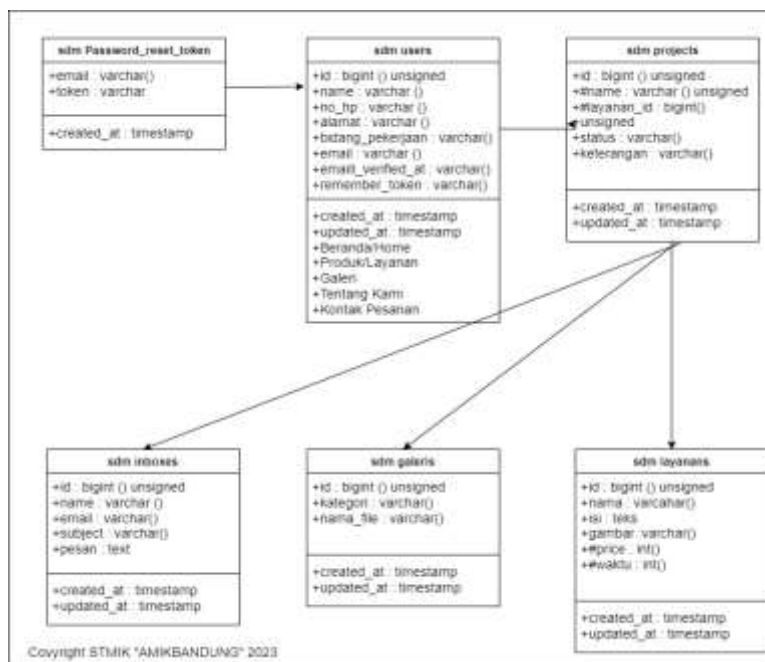 sdm Password_reset_token
+email : varchar()
+token : varchar
+created_at : timestamp
sdm users
+id : bigint () unsigned
+name : varchar ()
+no_hp : varchar ()
+alamat : varchar ()
+bidang_pekerjaan : varchar()
+email : varchar ()
+emaill_verified_at : varchar()
+remember_token : varchar()
+created_at : timestamp
+updated_at : timestamp
+Beranda/Home
+Produk/Layanan
+Galeri
+Tentang Kami
+Kontak Pesanan
sdm projects
+id : bigint () unsigned
+#name : varchar () unsigned
+#layanan_id : bigint()
unsigned
+status : varchar()
+keterangan : varchar()
+created_at : timestamp
+updated_at : timestamp
sdm inboxes
+id : bigint () unsigned
+name : varchar ()
+email : varchar()
+subject : varchar()
+pesan : text
+created_at : timestamp
+updated_at : timestamp
sdm galeris
+id : bigint () unsigned
+kategori : varchar()
+nama_file : varchar()
+created_at : timestamp
+updated_at : timestamp
sdm layanans
+id : bigint () unsigned
+nama : varcahar()
+isi : teks
+gambar varchar()
+#price : int()
+#waktu : int()
+created_at : timestamp
+updated_at : timestamp
Covyright STMIK "AMIKBANDUNG" 2023